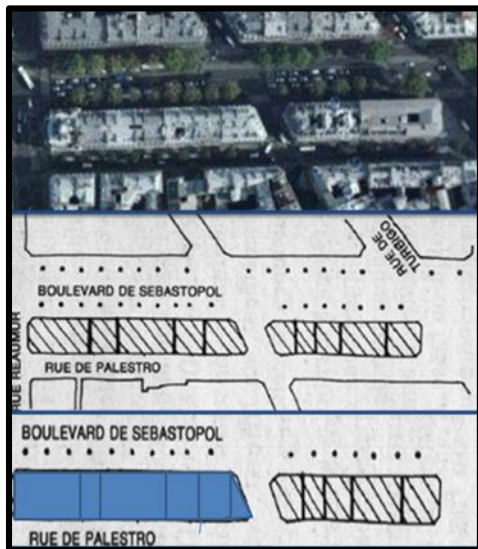 RUE DE
TURBIGO
BOULEVARD DE SEBASTOPOL
RUE REAUMUR
RUE DE PALESTRO
BOULEVARD DE SEBASTOPOL
RUE DE PALESTRO